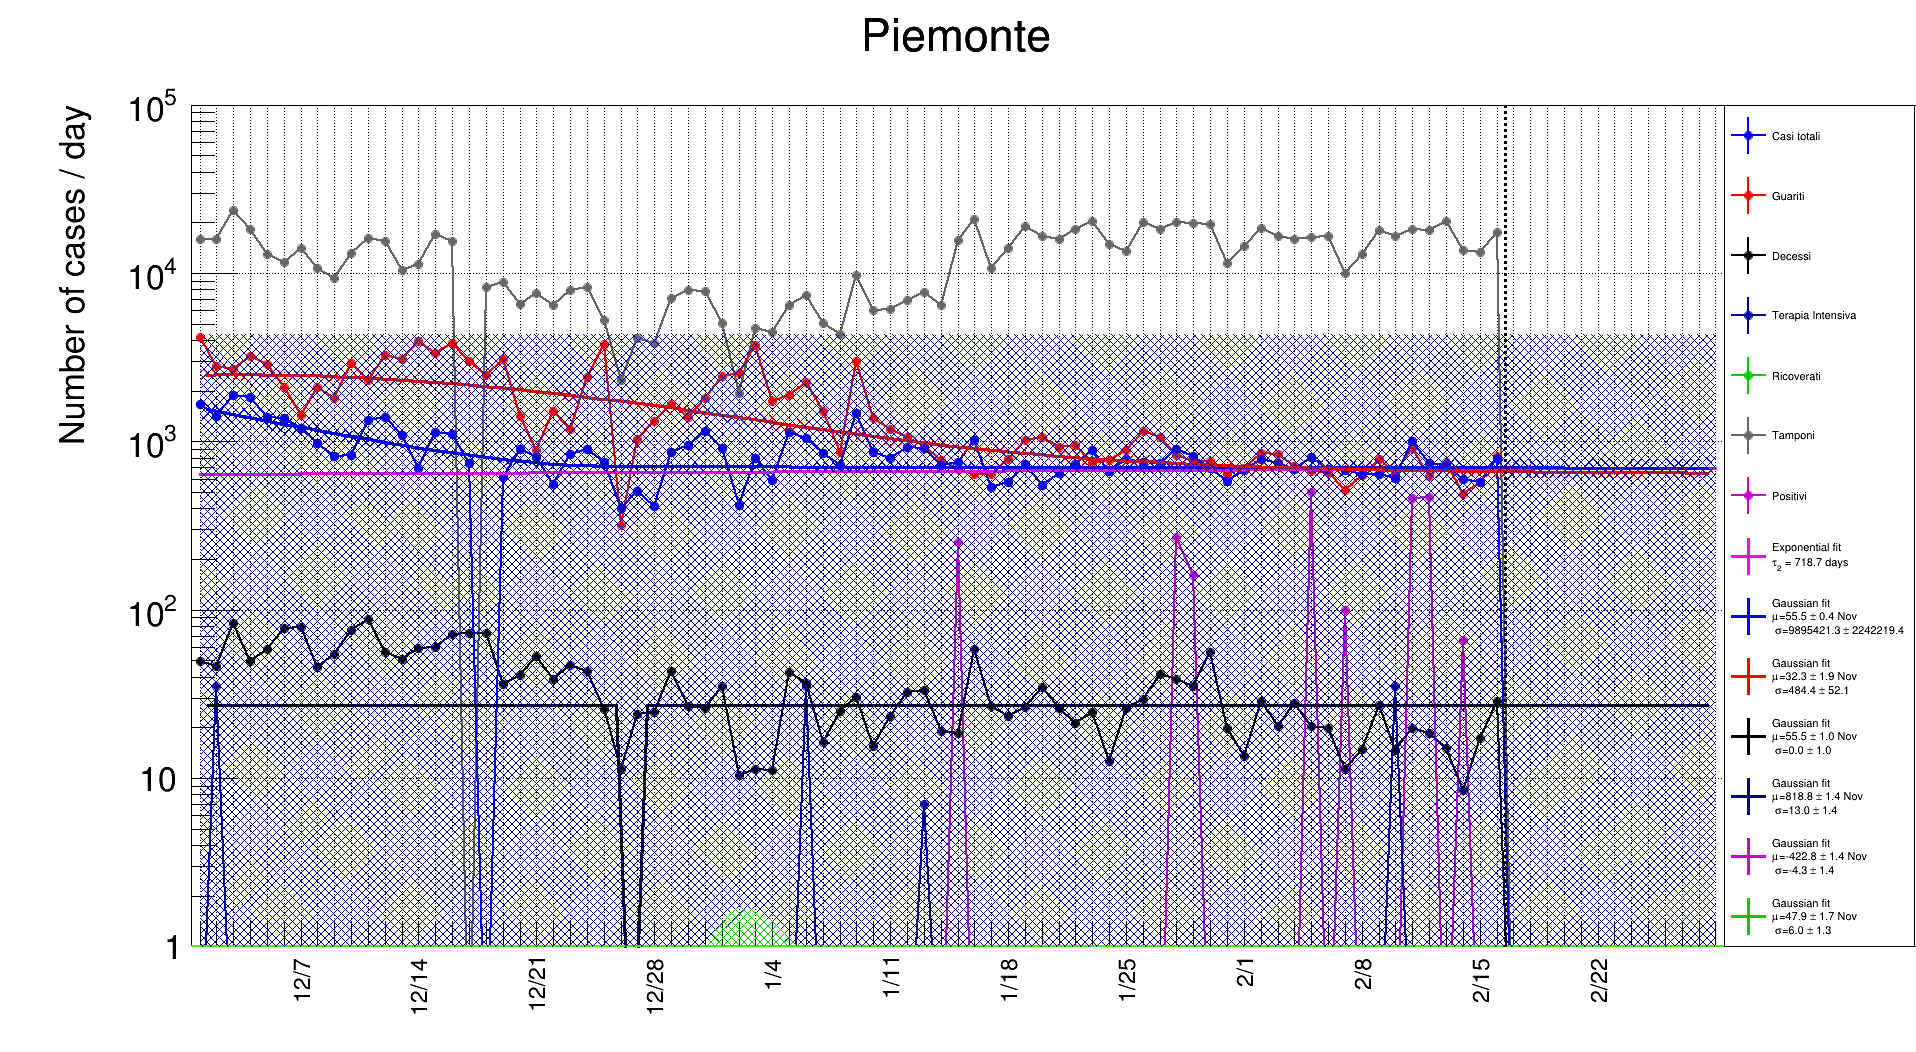 Piemonte
Number of cases / day
10^5
10^4
10^3
10^2
10
1
12/7
12/14
12/21
12/28
1/4
1/11
1/18
1/25
2/1
2/8
2/15
2/22
Casi totali
Guariti
Decessi
Terapia Intensiva
Ricoverati
Tamponi
Positivi
Exponential fit
τ₂ = 718.7 days
Gaussian fit
μ=55.5 ± 0.4 Nov
σ=9895421.3 ± 2242219.4
Gaussian fit
μ=32.3 ± 1.9 Nov
σ=484.4 ± 52.1
Gaussian fit
μ=55.5 ± 1.0 Nov
σ=0.0 ± 1.0
Gaussian fit
μ=818.8 ± 1.4 Nov
σ=13.0 ± 1.4
Gaussian fit
μ=-422.8 ± 1.4 Nov
σ=-4.3 ± 1.4
Gaussian fit
μ=47.9 ± 1.7 Nov
σ=6.0 ± 1.3